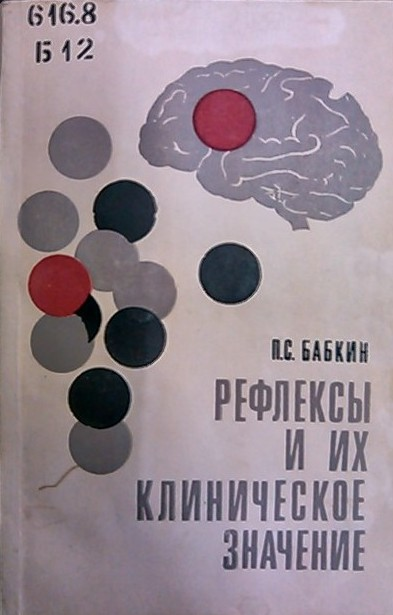 616.8
Б 12
П.С. БАБКИН
РЕФЛЕКСЫ
И ИХ
КЛИНИЧЕСКОЕ
ЗНАЧЕНИЕ